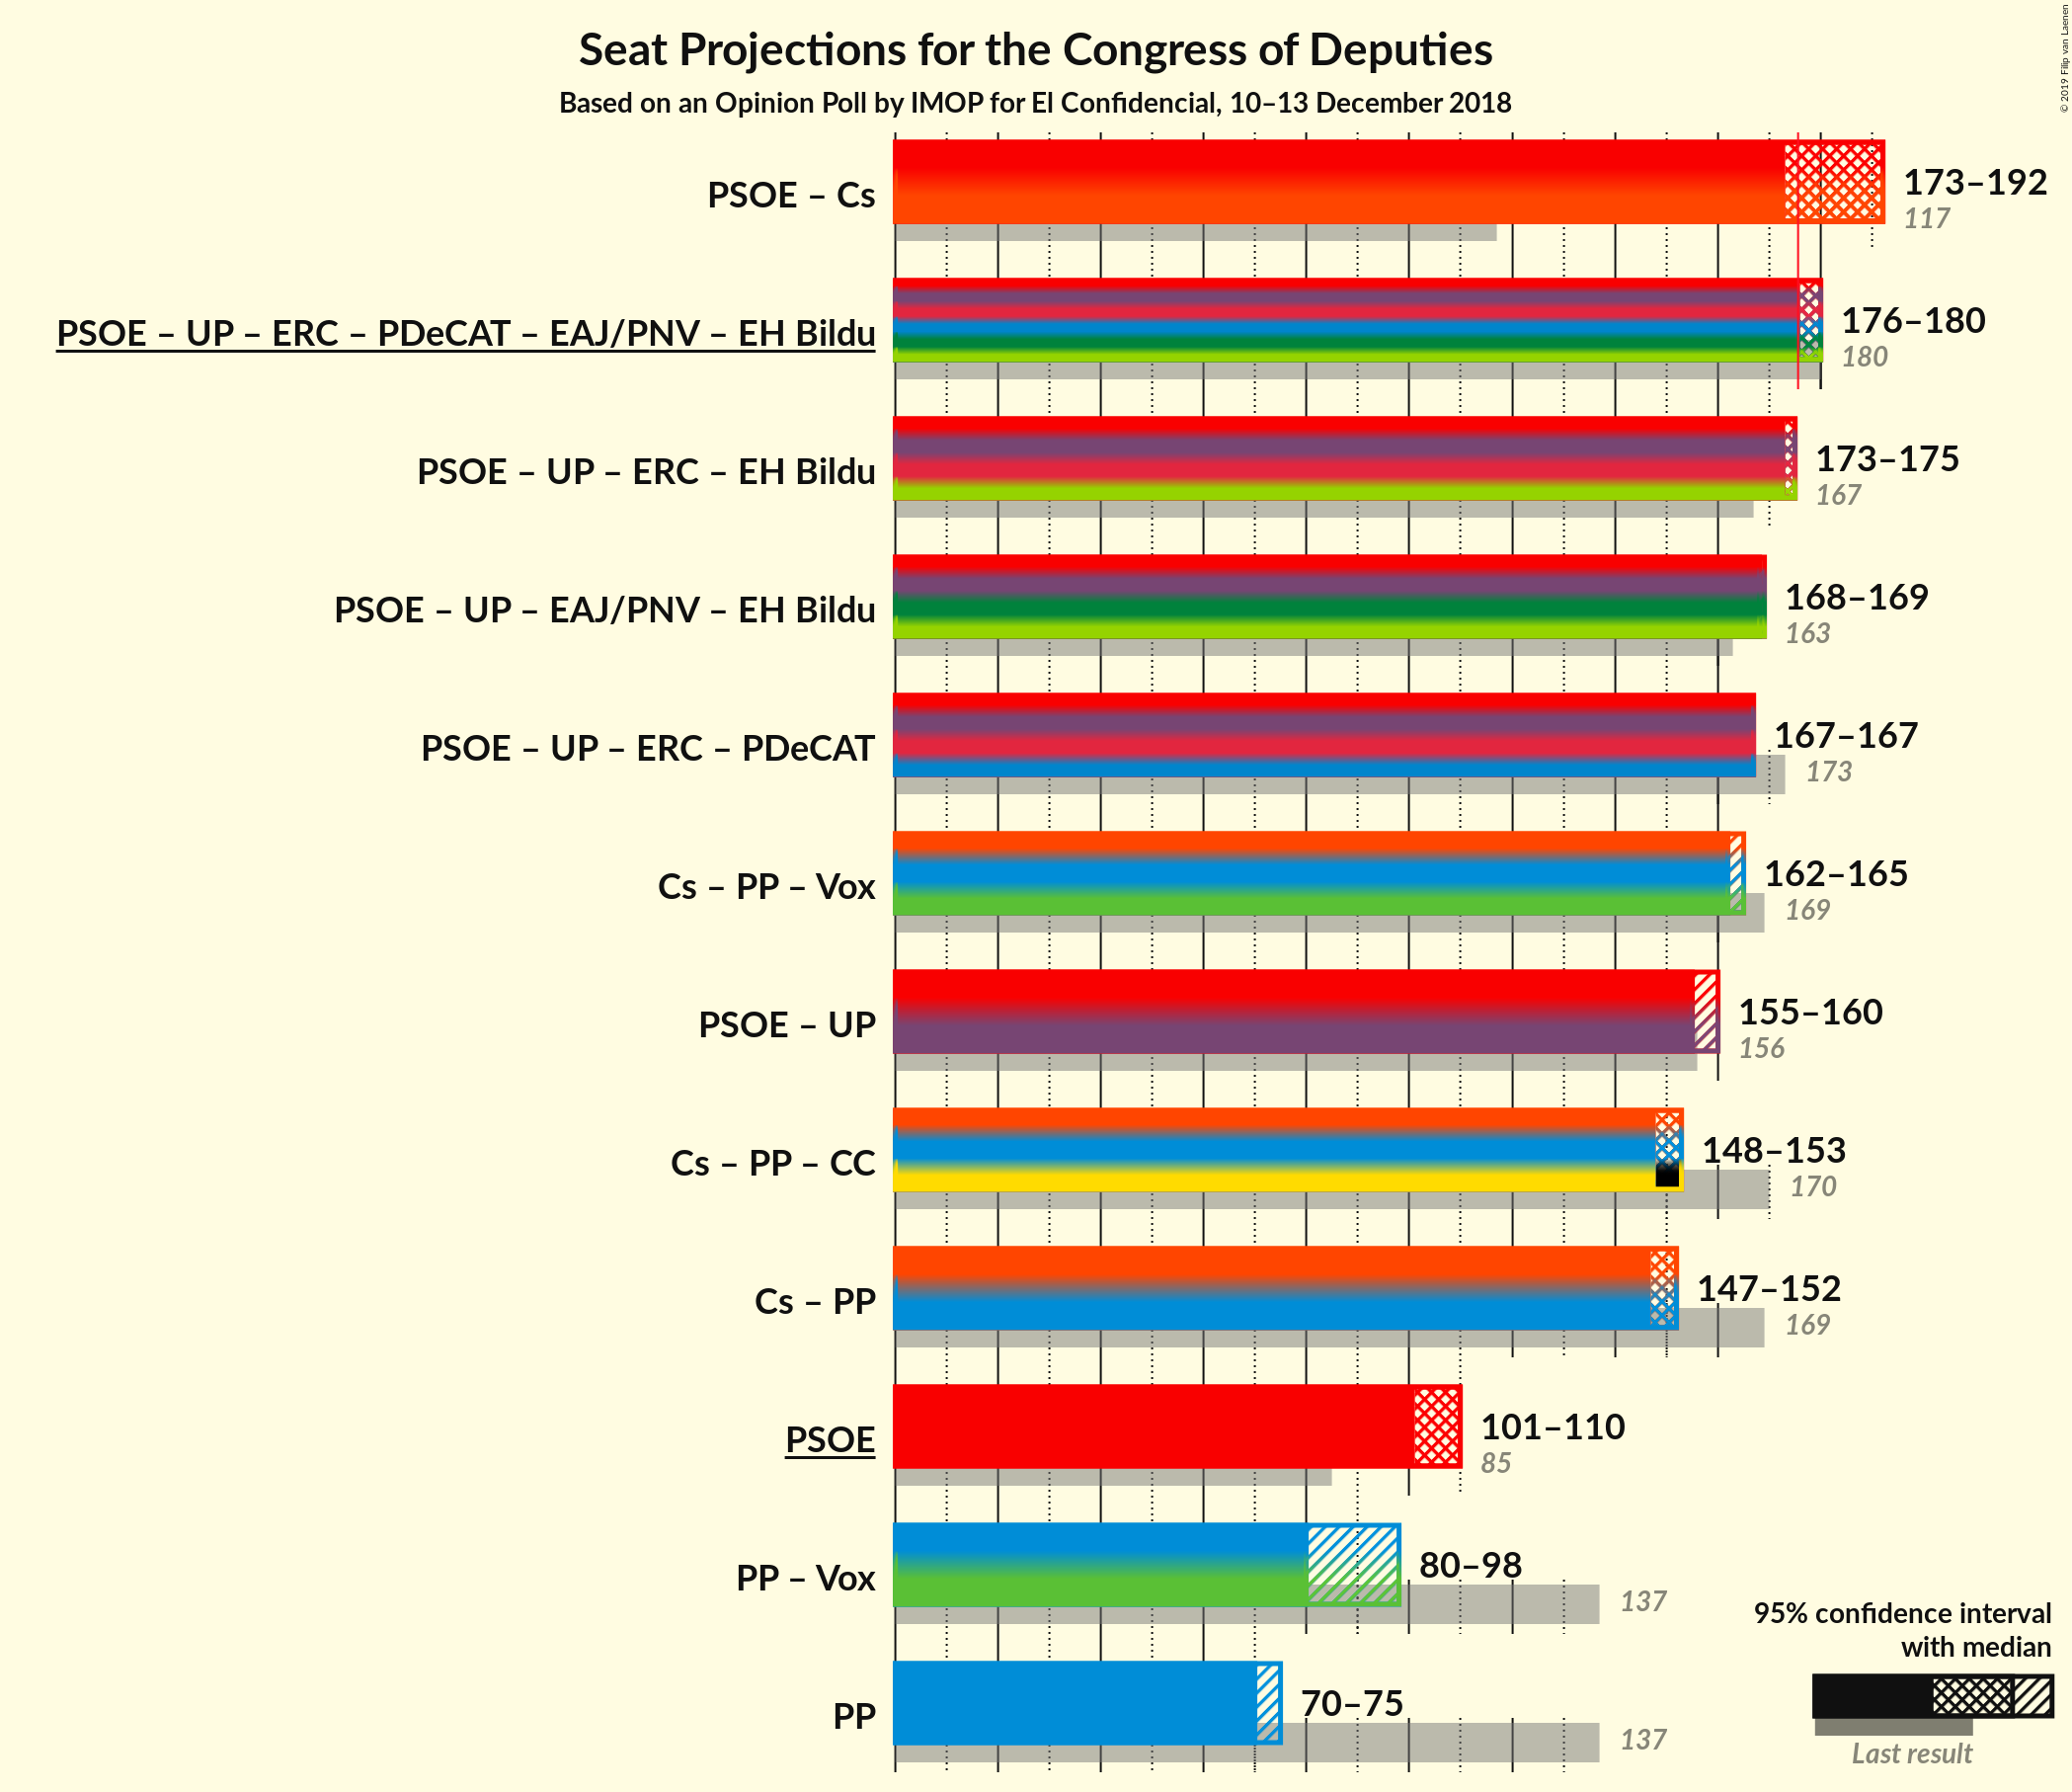 Seat Projections for the Congress of Deputies
Based on an Opinion Poll by IMOP for El Confidencial, 10–13 December 2018
© 2019 Filip van Laenen
PSOE – Cs
173–192
117
PSOE – UP – ERC – PDeCAT – EAJ/PNV – EH Bildu
176–180
180
PSOE – UP – ERC – EH Bildu
173–175
167
PSOE – UP – EAJ/PNV – EH Bildu
168–169
163
PSOE – UP – ERC – PDeCAT
167–167
173
Cs – PP – Vox
162–165
169
PSOE – UP
155–160
156
Cs – PP – CC
148–153
170
Cs – PP
147–152
169
PSOE
101–110
85
PP – Vox
80–98
137
PP
70–75
137
95% confidence interval
with median
Last result